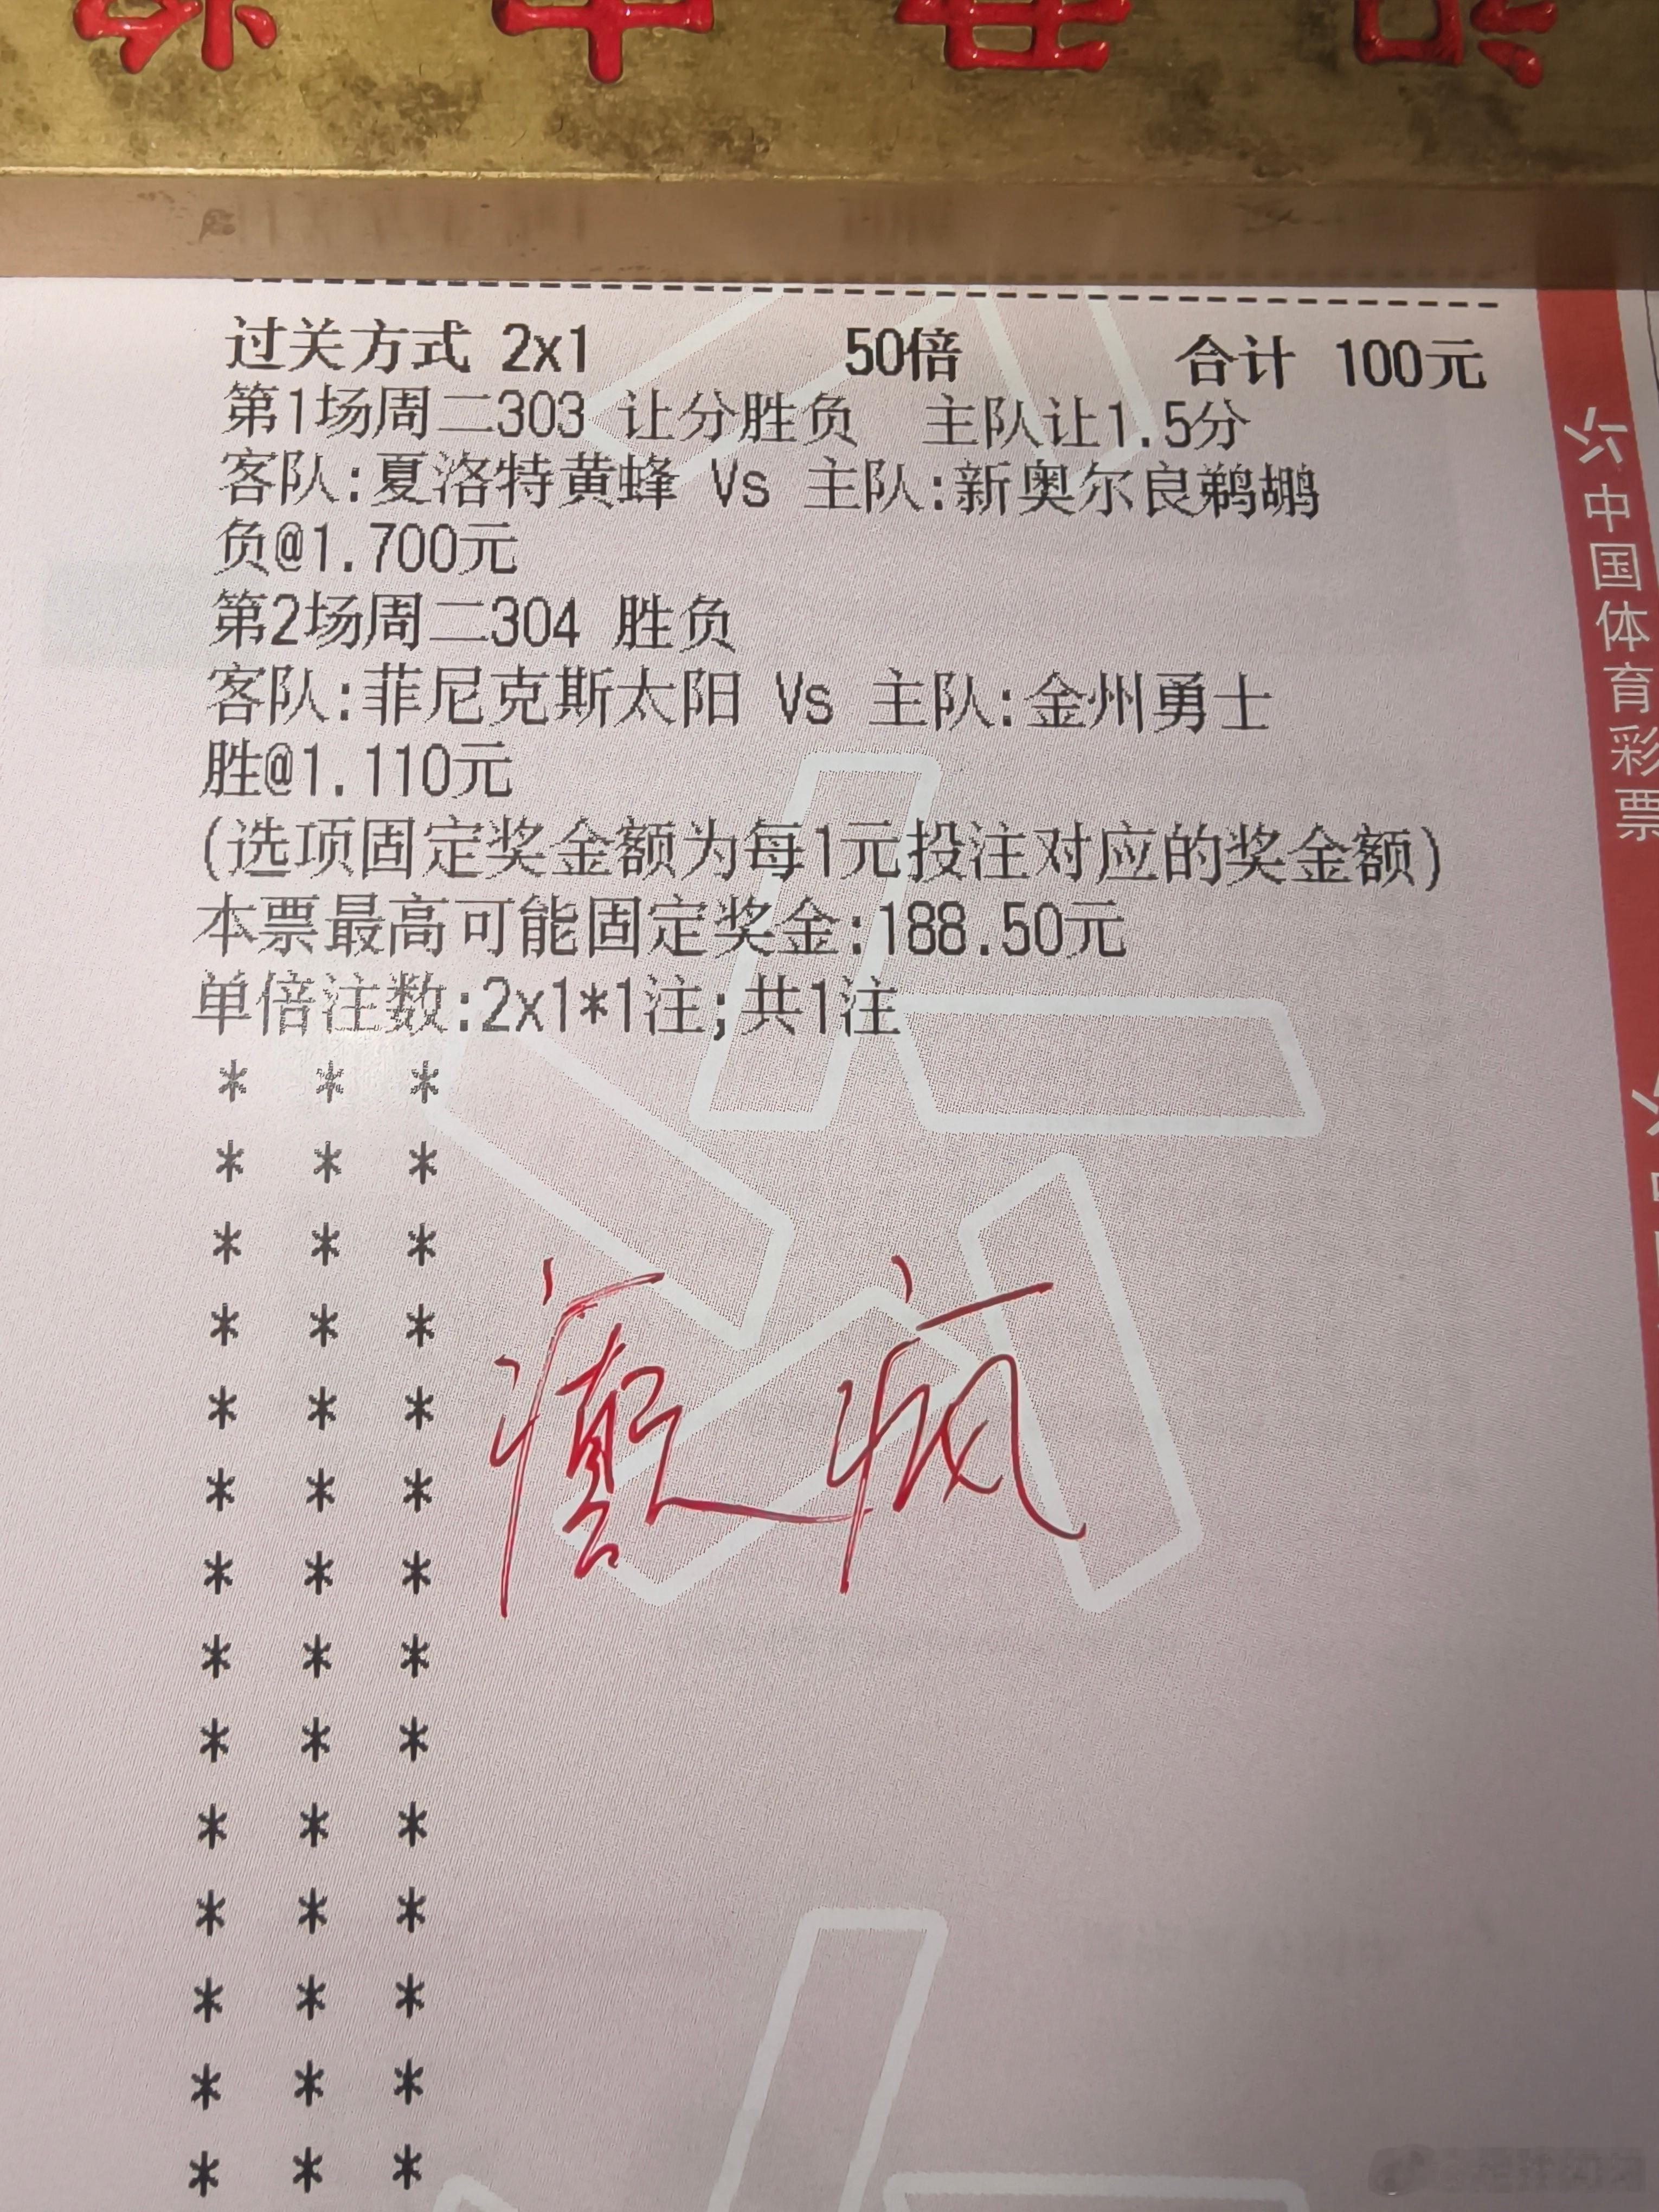 过关方式 2x1 50倍 合计 100元
第1场周二303 让分胜负 主队让1.5分
客队:夏洛特黄蜂 Vs 主队:新奥尔良鹈鹕
负@1.700元
第2场周二304 胜负
客队:菲尼克斯太阳 Vs 主队:金州勇士
胜@1.110元
(选项固定奖金额为每1元投注对应的奖金额)
本票最高可能固定奖金:188.50元
单倍注数:2x1*1注;共1注
* * *
* * *
* * *
* * *
* * *
* * *
* * *
* * *
* * *
* * *
* * *
* * *
* * *
* * *
癫疯
中国体育彩票